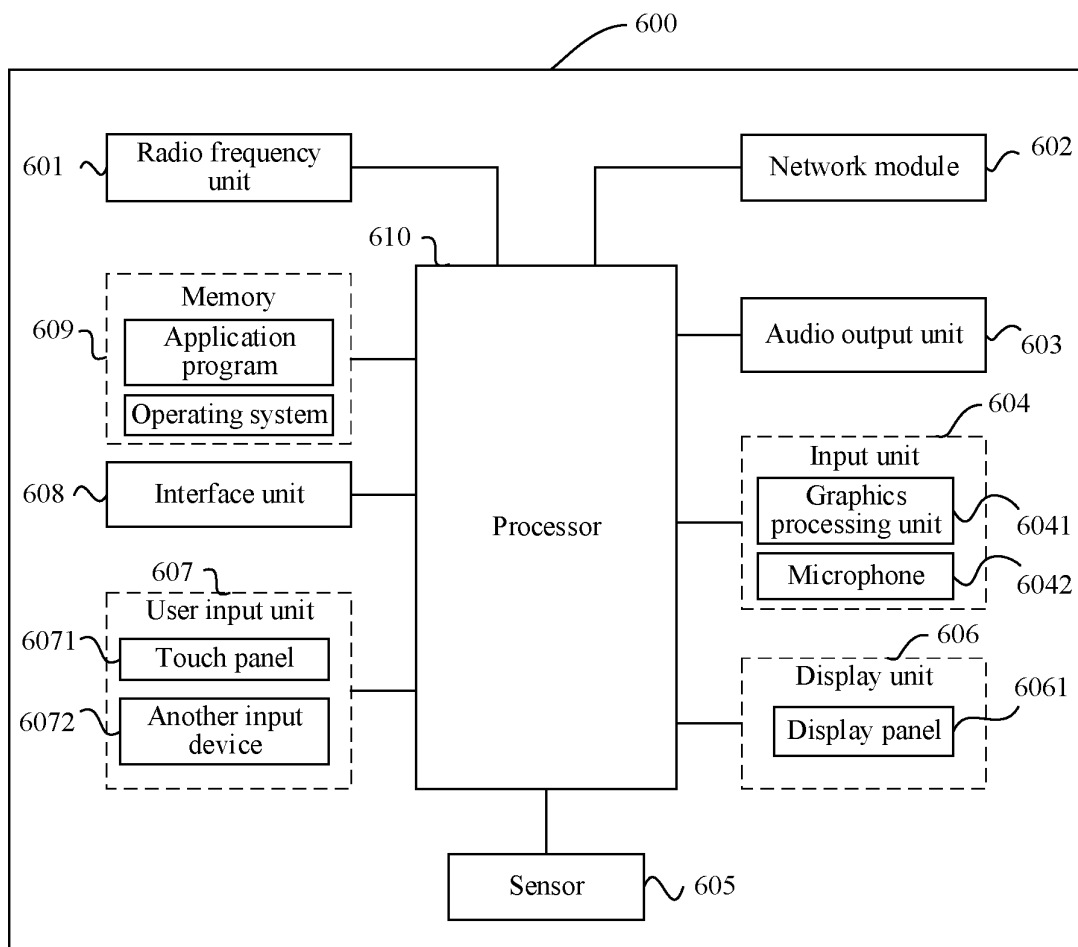 600
601
Radio frequency
unit
Network module
602
610
Memory
609
Application
program
Operating system
Audio output unit
603
604
Input unit
Graphics
processing unit
6041
Microphone
6042
608
Interface unit
Processor
607
User input unit
6071
Touch panel
6072
Another input
device
606
Display unit
6061
Display panel
Sensor
605